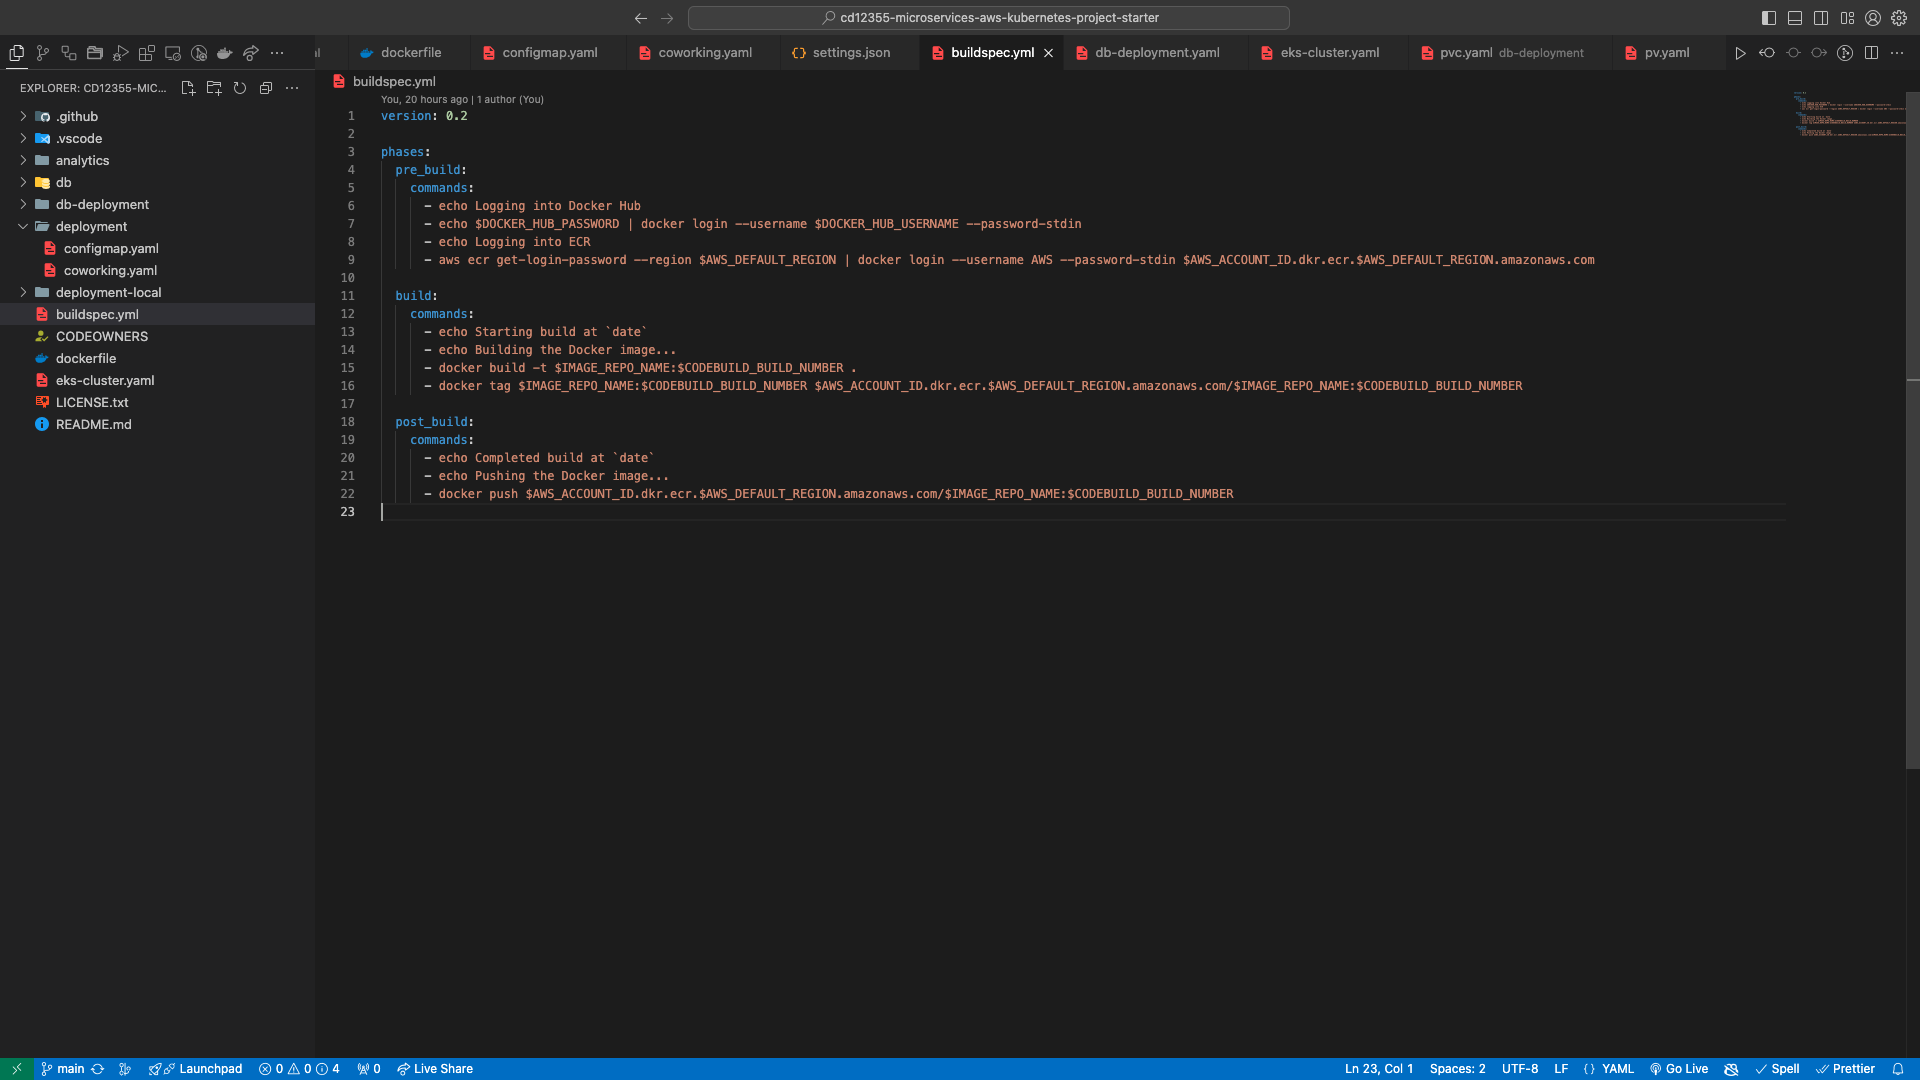 cd12355-microservices-aws-kubernetes-project-starter
dockerfile
configmap.yaml
coworking.yaml
settings.json
buildspec.yml
db-deployment.yaml
eks-cluster.yaml
pvc.yaml db-deployment
pv.yaml
EXPLORER: CD12355-MIC...
.github
.vscode
analytics
db
db-deployment
deployment
configmap.yaml
coworking.yaml
deployment-local
buildspec.yml
CODEOWNERS
dockerfile
eks-cluster.yaml
LICENSE.txt
README.md
buildspec.yml
You, 20 hours ago | 1 author (You)
1 version: 0.2
2
3 phases:
4 pre_build:
5 commands:
6 - echo Logging into Docker Hub
7 - echo $DOCKER_HUB_PASSWORD | docker login --username $DOCKER_HUB_USERNAME --password-stdin
8 - echo Logging into ECR
9 - aws ecr get-login-password --region $AWS_DEFAULT_REGION | docker login --username AWS --password-stdin $AWS_ACCOUNT_ID.dkr.ecr.$AWS_DEFAULT_REGION.amazonaws.com
10
11 build:
12 commands:
13 - echo Starting build at `date`
14 - echo Building the Docker image...
15 - docker build -t $IMAGE_REPO_NAME:$CODEBUILD_BUILD_NUMBER .
16 - docker tag $IMAGE_REPO_NAME:$CODEBUILD_BUILD_NUMBER $AWS_ACCOUNT_ID.dkr.ecr.$AWS_DEFAULT_REGION.amazonaws.com/$IMAGE_REPO_NAME:$CODEBUILD_BUILD_NUMBER
17
18 post_build:
19 commands:
20 - echo Completed build at `date`
21 - echo Pushing the Docker image...
22 - docker push $AWS_ACCOUNT_ID.dkr.ecr.$AWS_DEFAULT_REGION.amazonaws.com/$IMAGE_REPO_NAME:$CODEBUILD_BUILD_NUMBER
23
main Launchpad 0 0 4 0 Live Share
Ln 23, Col 1 Spaces: 2 UTF-8 LF {} YAML Go Live Spell Prettier